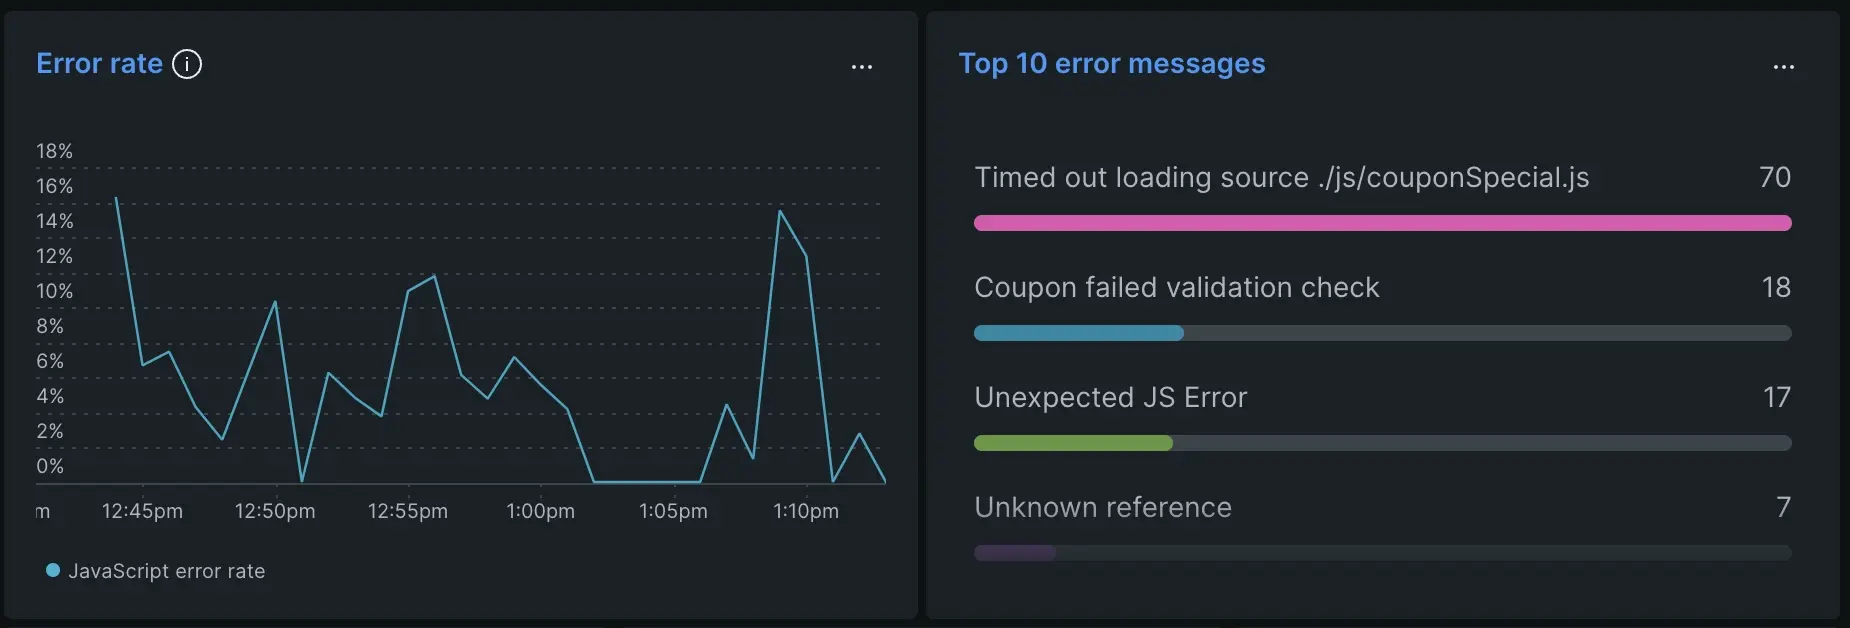 Error rate
...
Top 10 error messages
...
18%
16%
14%
12%
10%
8%
6%
4%
2%
0%
m 12:45pm 12:50pm 12:55pm 1:00pm 1:05pm 1:10pm
JavaScript error rate
Timed out loading source ./js/couponSpecial.js 70
Coupon failed validation check 18
Unexpected JS Error 17
Unknown reference 7